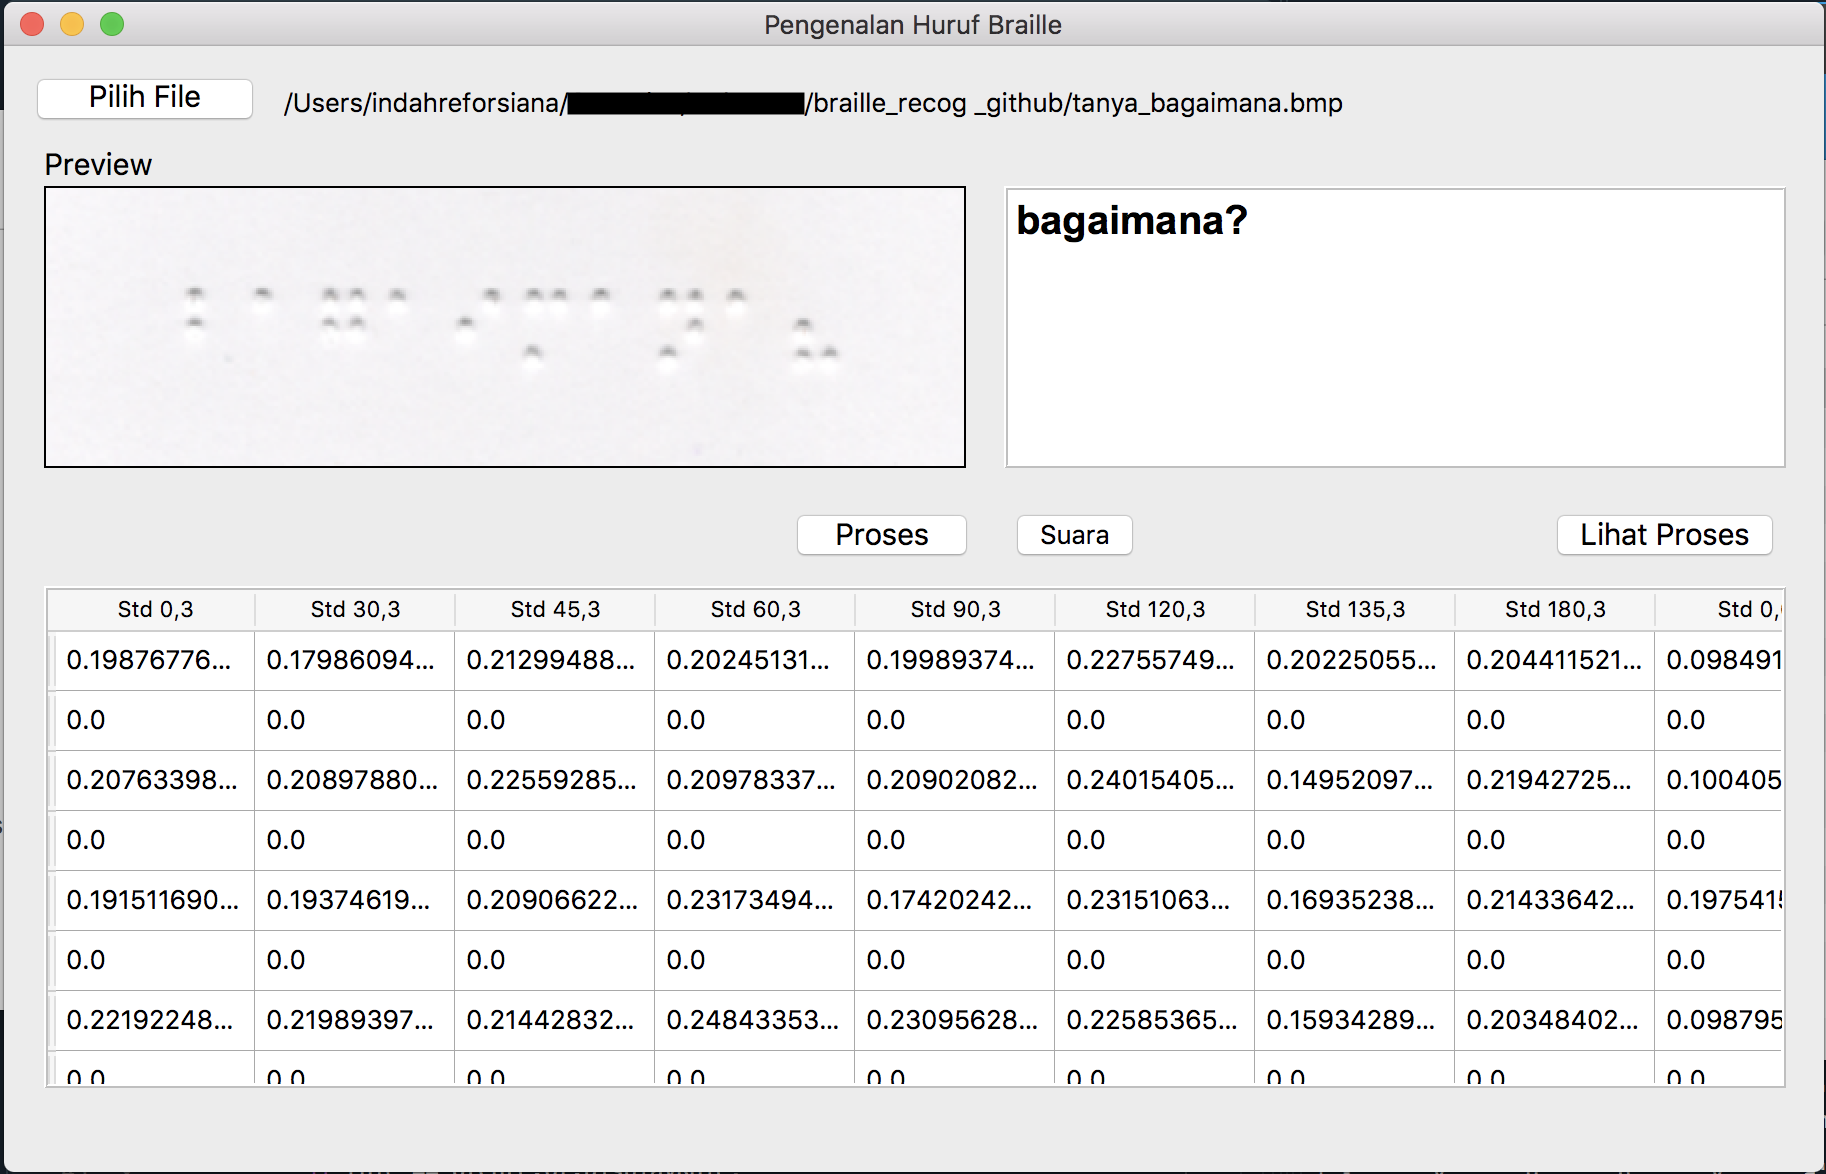 Pengenalan Huruf Braille
Pilih File
/Users/indahreforsiana/ /braille_recog _github/tanya_bagaimana.bmp
Preview
bagaimana?
Proses
Suara
Lihat Proses
Std 0,3 Std 30,3 Std 45,3 Std 60,3 Std 90,3 Std 120,3 Std 135,3 Std 180,3 Std 0,
0.19876776... 0.17986094... 0.21299488... 0.20245131... 0.19989374... 0.22755749... 0.20225055... 0.204411521... 0.098491
0.0 0.0 0.0 0.0 0.0 0.0 0.0 0.0 0.0
0.20763398... 0.20897880... 0.22559285... 0.20978337... 0.20902082... 0.24015405... 0.14952097... 0.21942725... 0.100405
0.0 0.0 0.0 0.0 0.0 0.0 0.0 0.0 0.0
0.191511690... 0.19374619... 0.20906622... 0.23173494... 0.17420242... 0.23151063... 0.16935238... 0.21433642... 0.197541
0.0 0.0 0.0 0.0 0.0 0.0 0.0 0.0 0.0
0.22192248... 0.21989397... 0.21442832... 0.24843353... 0.23095628... 0.22585365... 0.15934289... 0.20348402... 0.098795
0.0 0.0 0.0 0.0 0.0 0.0 0.0 0.0 0.0